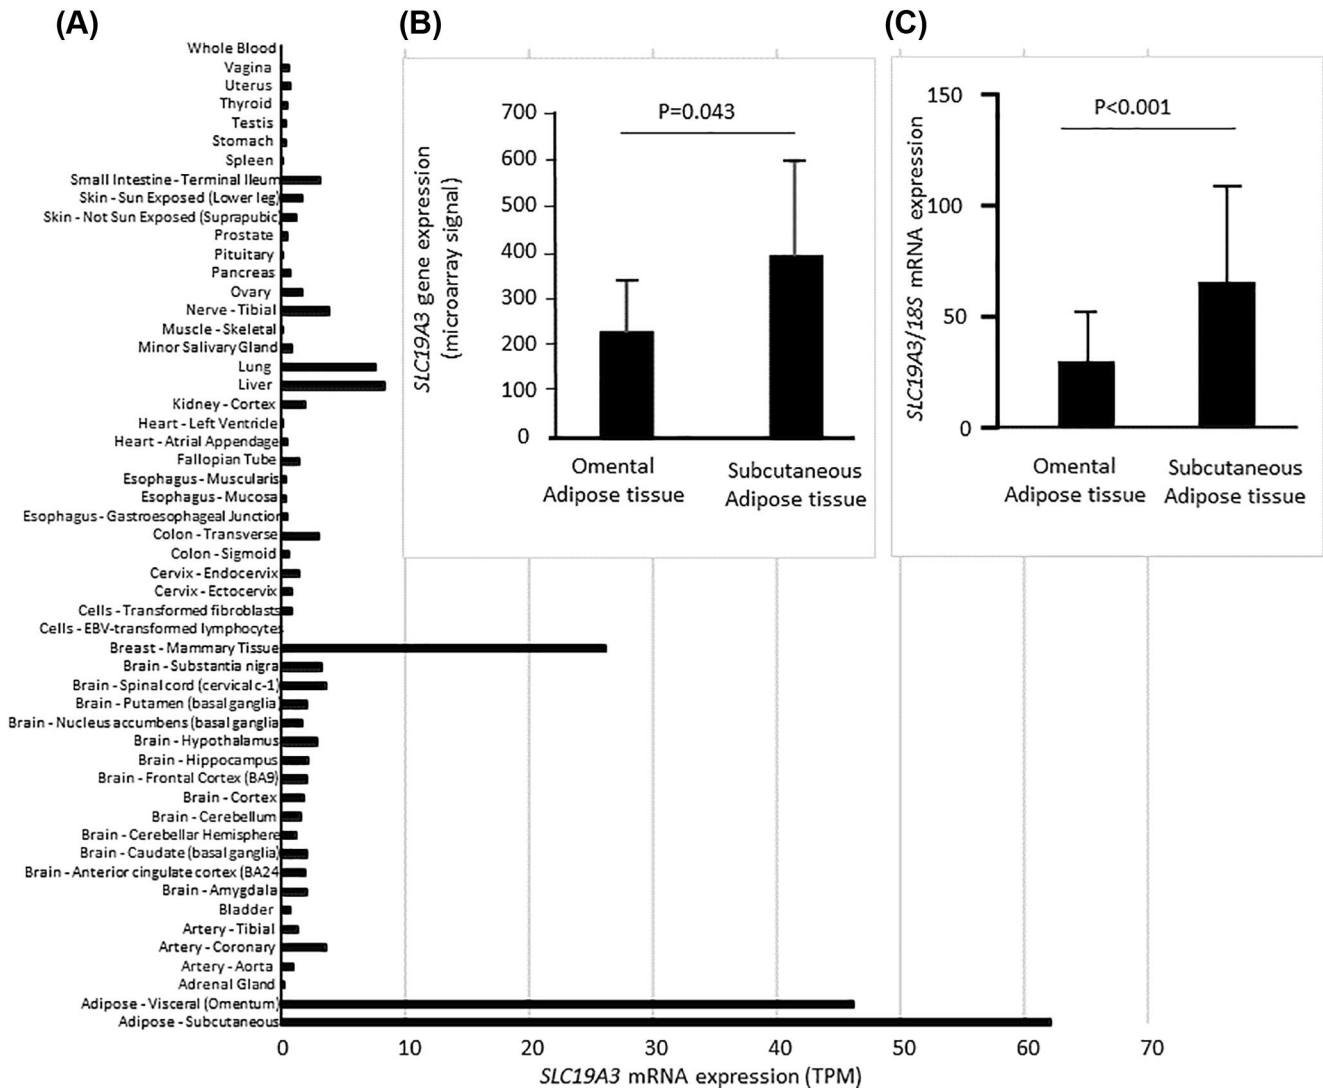 (A)
Whole Blood
Vagina
Uterus
Thyroid
Testis
Stomach
Spleen
Small Intestine - Terminal Ileum
Skin - Sun Exposed (Lower leg)
Skin - Not Sun Exposed (Suprapubic
Prostate
Pituitary
Pancreas
Ovary
Nerve - Tibial
Muscle - Skeletal
Minor Salivary Gland
Lung
Liver
Kidney - Cortex
Heart - Left Ventricle
Heart - Atrial Appendage
Fallopian Tube
Esophagus - Muscularis
Esophagus - Mucosa
Esophagus - Gastroesophageal Junction
Colon - Transverse
Colon - Sigmoid
Cervix - Endocervix
Cervix - Ectocervix
Cells - Transformed fibroblasts
Cells - EBV-transformed lymphocytes
Breast - Mammary Tissue
Brain - Substantia nigra
Brain - Spinal cord (cervical c-1)
Brain - Putamen (basal ganglia)
Brain - Nucleus accumbens (basal ganglia
Brain - Hypothalamus
Brain - Hippocampus
Brain - Frontal Cortex (BA9)
Brain - Cortex
Brain - Cerebellum
Brain - Cerebellar Hemisphere
Brain - Caudate (basal ganglia)
Brain - Anterior cingulate cortex (BA24
Brain - Amygdala
Bladder
Artery - Tibial
Artery - Coronary
Artery - Aorta
Adrenal Gland
Adipose - Visceral (Omentum)
Adipose - Subcutaneous
0 10 20 30 40 50 60 70
SLC19A3 mRNA expression (TPM)
(B)
SLC19A3 gene expression
(microarray signal)
700
600
500
400
300
200
100
0
P=0.043
Omental
Adipose tissue
Subcutaneous
Adipose tissue
(C)
SLC19A3/18S mRNA expression
150
100
50
0
P<0.001
Omental
Adipose tissue
Subcutaneous
Adipose tissue